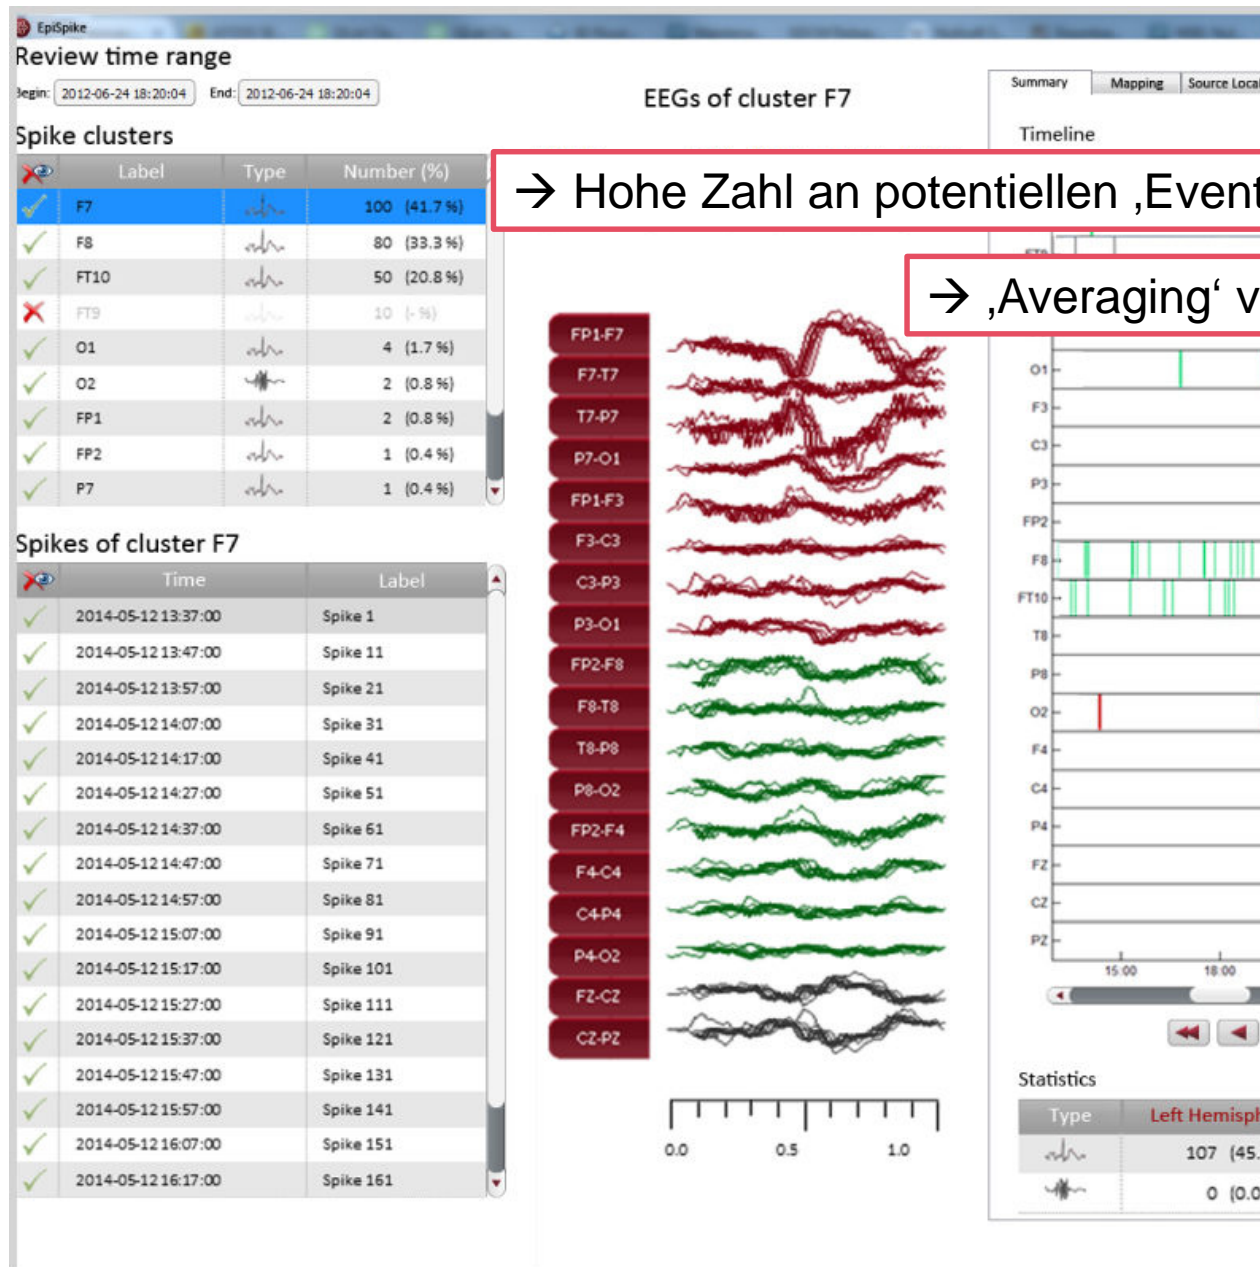 EpiSpike
Review time range
Begin: 2012-06-24 18:20:04 End: 2012-06-24 18:20:04
Spike clusters
Label Type Number (%)
F7 100 (41.7 %)
F8 80 (33.3 %)
FT10 50 (20.8 %)
FT9 10 (- %)
O1 4 (1.7 %)
O2 2 (0.8 %)
FP1 2 (0.8 %)
FP2 1 (0.4 %)
P7 1 (0.4 %)
Spikes of cluster F7
Time Label
2014-05-12 13:37:00 Spike 1
2014-05-12 13:47:00 Spike 11
2014-05-12 13:57:00 Spike 21
2014-05-12 14:07:00 Spike 31
2014-05-12 14:17:00 Spike 41
2014-05-12 14:27:00 Spike 51
2014-05-12 14:37:00 Spike 61
2014-05-12 14:47:00 Spike 71
2014-05-12 14:57:00 Spike 81
2014-05-12 15:07:00 Spike 91
2014-05-12 15:17:00 Spike 101
2014-05-12 15:27:00 Spike 111
2014-05-12 15:37:00 Spike 121
2014-05-12 15:47:00 Spike 131
2014-05-12 15:57:00 Spike 141
2014-05-12 16:07:00 Spike 151
2014-05-12 16:17:00 Spike 161
EEGs of cluster F7
→ Hohe Zahl an potentiellen ‚Event
→ ‚Averaging‘ v
FP1-F7
F7-T7
T7-P7
P7-O1
FP1-F3
F3-C3
C3-P3
P3-O1
FP2-F8
F8-T8
T8-P8
P8-O2
FP2-F4
F4-C4
C4-P4
P4-O2
FZ-CZ
CZ-PZ
0.0 0.5 1.0
Summary Mapping Source Local
Timeline
FT9
O1
F3
C3
P3
FP2
F8
FT10
T8
P8
O2
F4
C4
P4
FZ
CZ
PZ
15:00 18:00
Statistics
Type Left Hemisph
107 (45.
0 (0.0